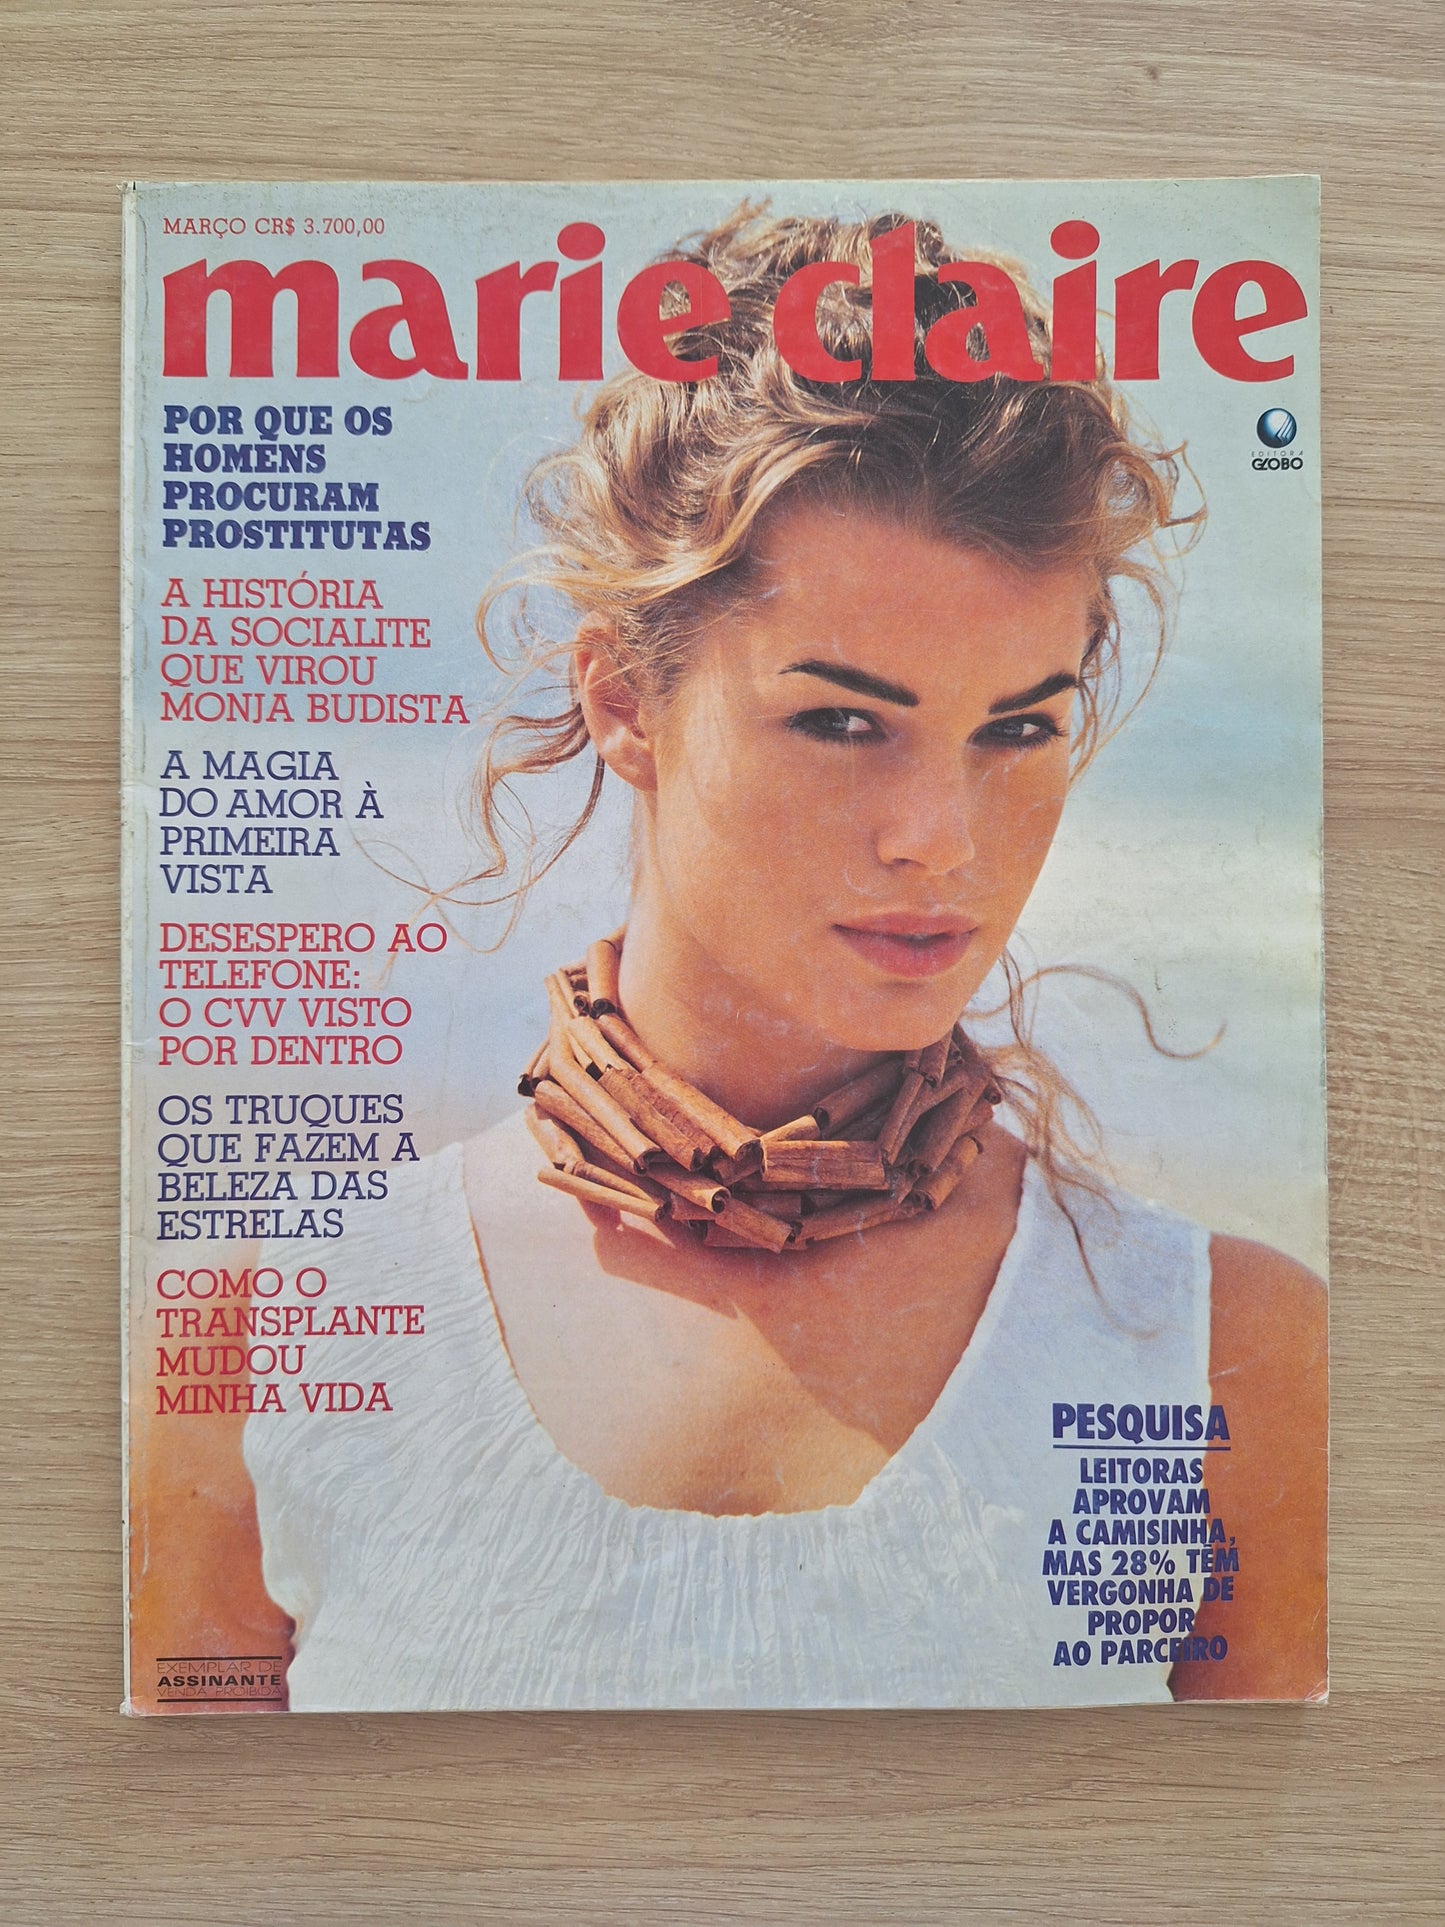 MARÇO CR$ 3.700,00
marie claire
EDITORA
GLOBO
POR QUE OS
HOMENS
PROCURAM
PROSTITUTAS
A HISTÓRIA
DA SOCIALITE
QUE VIROU
MONJA BUDISTA
A MAGIA
DO AMOR À
PRIMEIRA
VISTA
DESESPERO AO
TELEFONE:
O CVV VISTO
POR DENTRO
OS TRUQUES
QUE FAZEM A
BELEZA DAS
ESTRELAS
COMO O
TRANSPLANTE
MUDOU
MINHA VIDA
PESQUISA
LEITORAS
APROVAM
A CAMISINHA,
MAS 28% TÊM
VERGONHA DE
PROPOR
AO PARCEIRO
EXEMPLAR DE
ASSINANTE
VENDA PROIBIDA